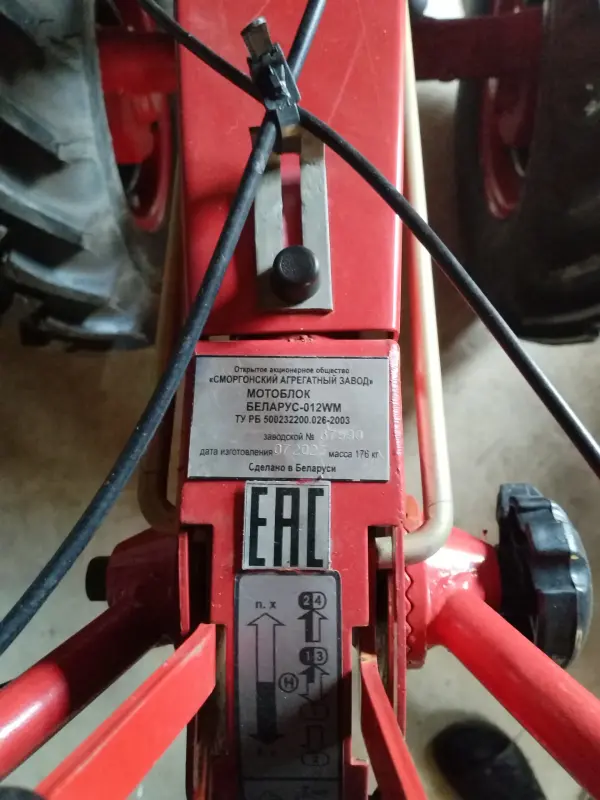 Открытое акционерное общество
«СМОРГОНСКИЙ АГРЕГАТНЫЙ ЗАВОД»
МОТОБЛОК
БЕЛАРУС-012WM
ТУ РБ 500232200.026-2003
заводской №
дата изготовления масса 176 кг
Сделано в Беларуси
EAC
п. х
2 4
1 3
Н